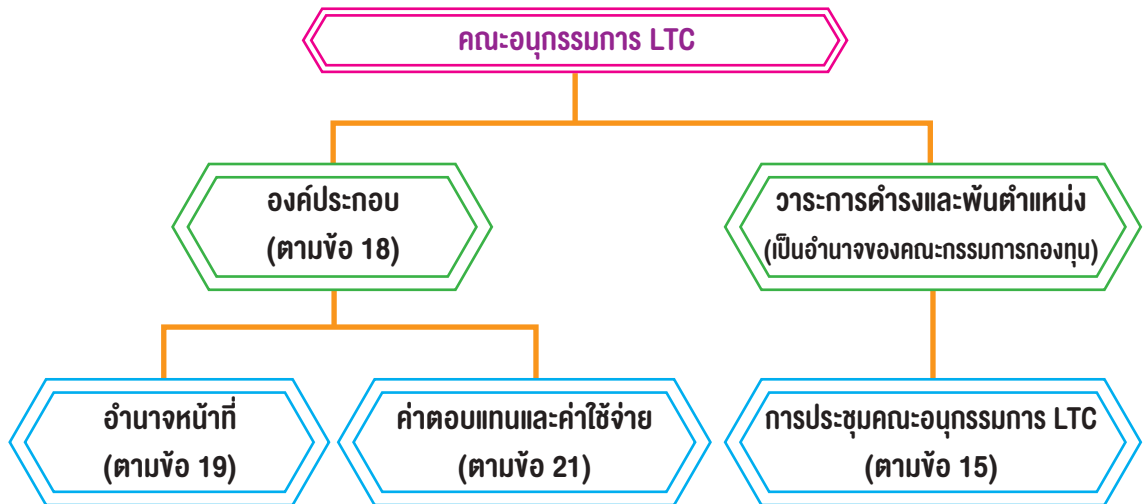 คณะอนุกรรมการ LTC
องค์ประกอบ
(ตามข้อ 18)
วาระการดำรงและพ้นตำแหน่ง
(เป็นอำนาจของคณะกรรมการกองทุน)
อำนาจหน้าที่
(ตามข้อ 19)
ค่าตอบแทนและค่าใช้จ่าย
(ตามข้อ 21)
การประชุมคณะอนุกรรมการ LTC
(ตามข้อ 15)